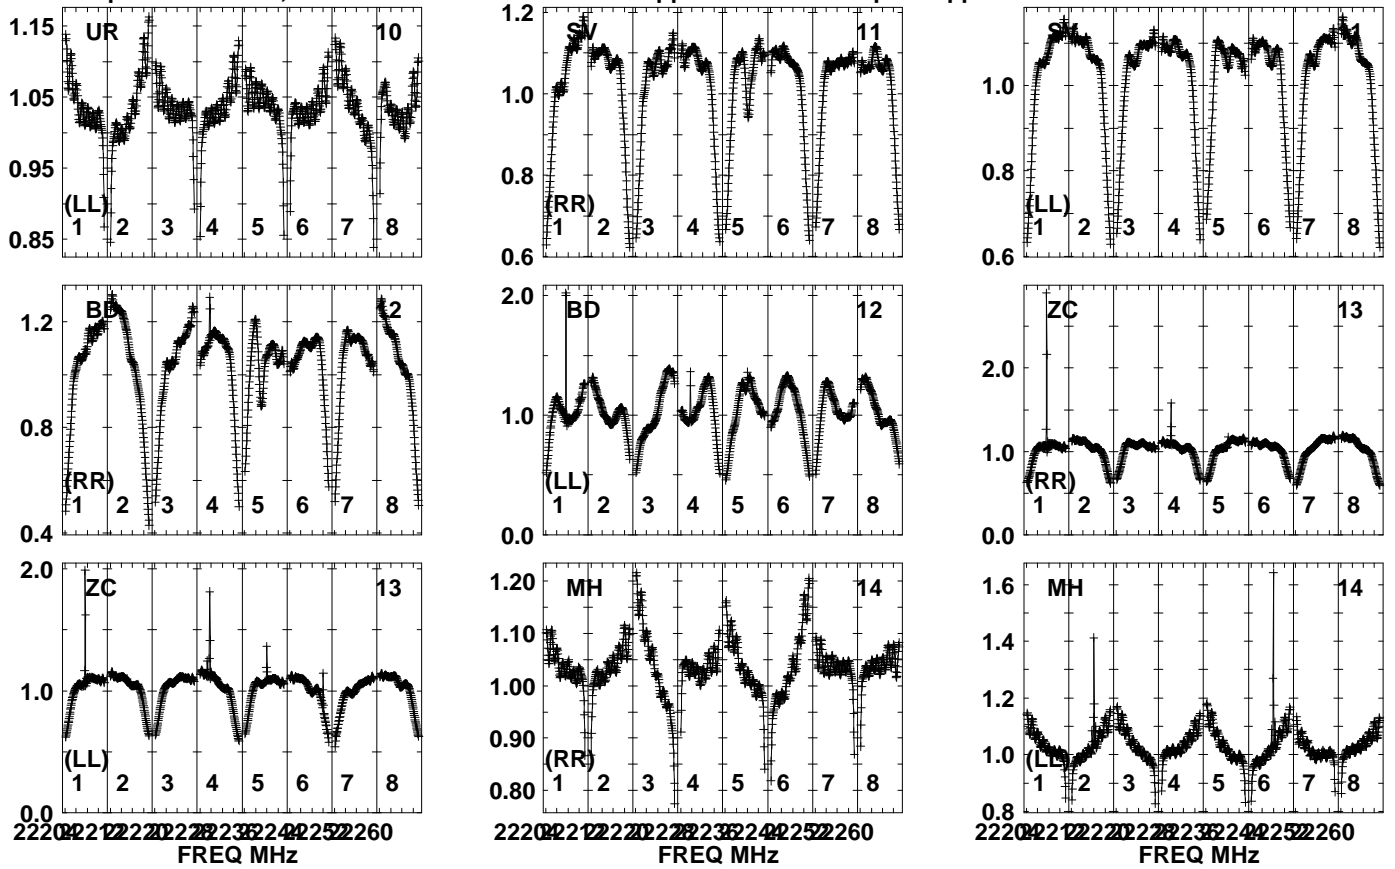 1.15 UR 10
1.05
0.95
(LL)
0.85 1 2 3 4 5 6 7 8
1.2 SV 11
1.0
0.8
(RR)
1 2 3 4 5 6 7 8
0.6
SV
1.0
0.8
(LL)
1 2 3 4 5 6 7 8
0.6
BD
1.2
0.8
(RR)
1 2 3 4 5 6 7 8
0.4
2.0 BD 12
1.0
(LL)
1 2 3 4 5 6 7 8
0.0
ZC 13
2.0
1.0
(RR)
1 2 3 4 5 6 7 8
0.0
2.0 ZC 13
1.0
(LL)
1 2 3 4 5 6 7 8
0.0
1.20 MH 14
1.10
1.00
0.90
(RR)
0.80 1 2 3 4 5 6 7 8
1.6 MH 14
1.4
1.2
1.0 (LL)
1 2 3 4 5 6 7 8
0.8
FREQ MHz
FREQ MHz